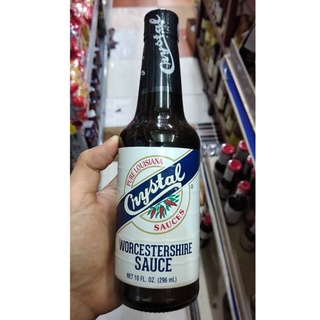 Crystal
PURE LOUISIANA
Crystal
SAUCES
WORCESTERSHIRE
SAUCE
NET 10 FL. OZ. (296 mL)